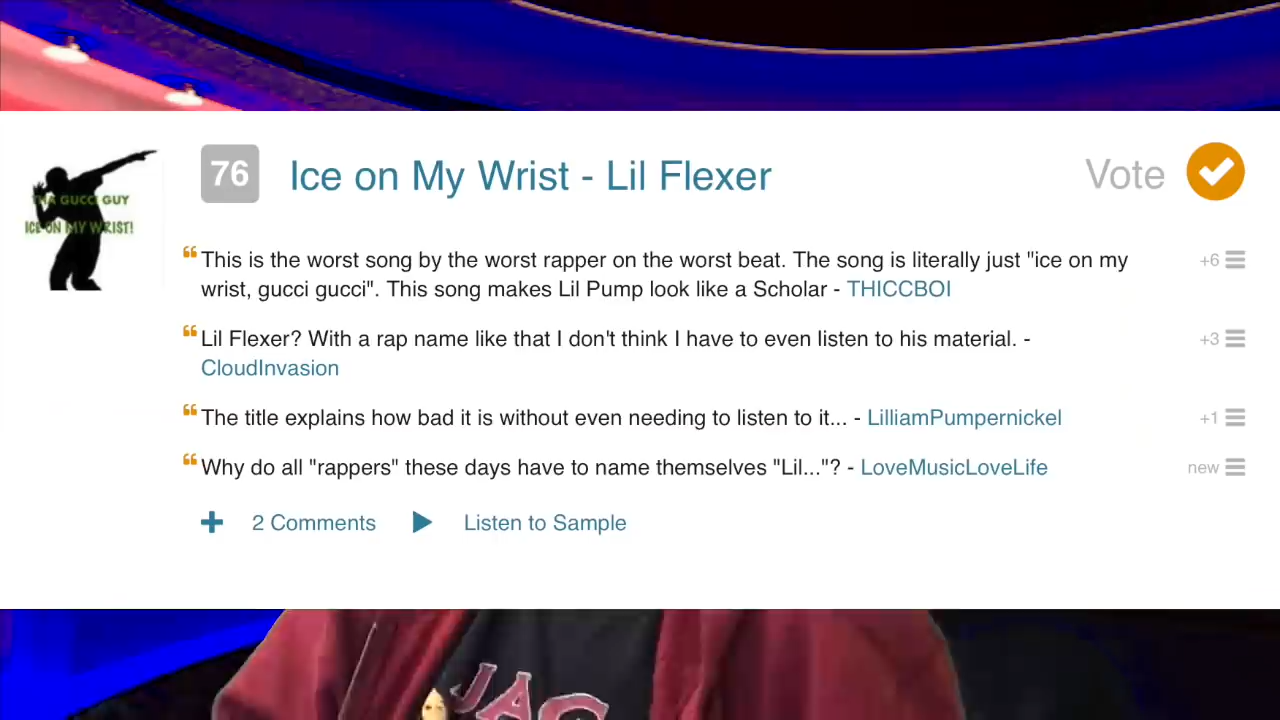 76 Ice on My Wrist - Lil Flexer Vote
THA GUCCI GUY
ICE ON MY WRIST!
This is the worst song by the worst rapper on the worst beat. The song is literally just "ice on my +6
wrist, gucci gucci". This song makes Lil Pump look like a Scholar - THICCBOI
Lil Flexer? With a rap name like that I don't think I have to even listen to his material. - +3
CloudInvasion
The title explains how bad it is without even needing to listen to it... - LilliamPumpernickel +1
Why do all "rappers" these days have to name themselves "Lil..."? - LoveMusicLoveLife new
2 Comments Listen to Sample